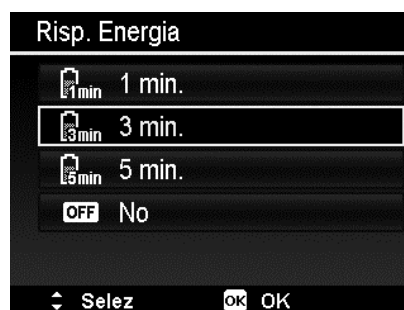 Risp. Energia
1min 1 min.
3min 3 min.
5min 5 min.
OFF No
Selez OK OK